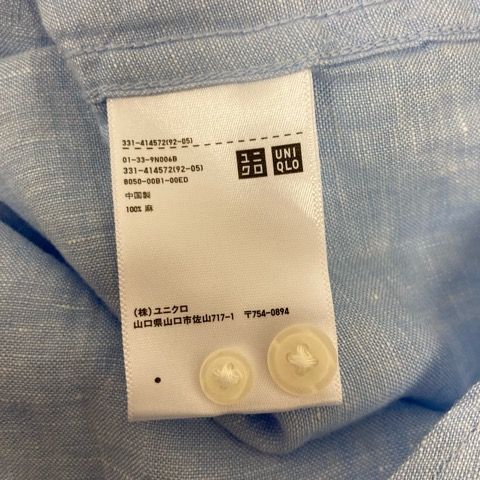 331-414572(92-05)
01-33-9N006B
331-414572(92-05)
B050-00B1-00ED
中国製
100% 麻
ユニ
クロ
UNI
QLO
(株)ユニクロ
山口県山口市佐山717-1 〒754-0894